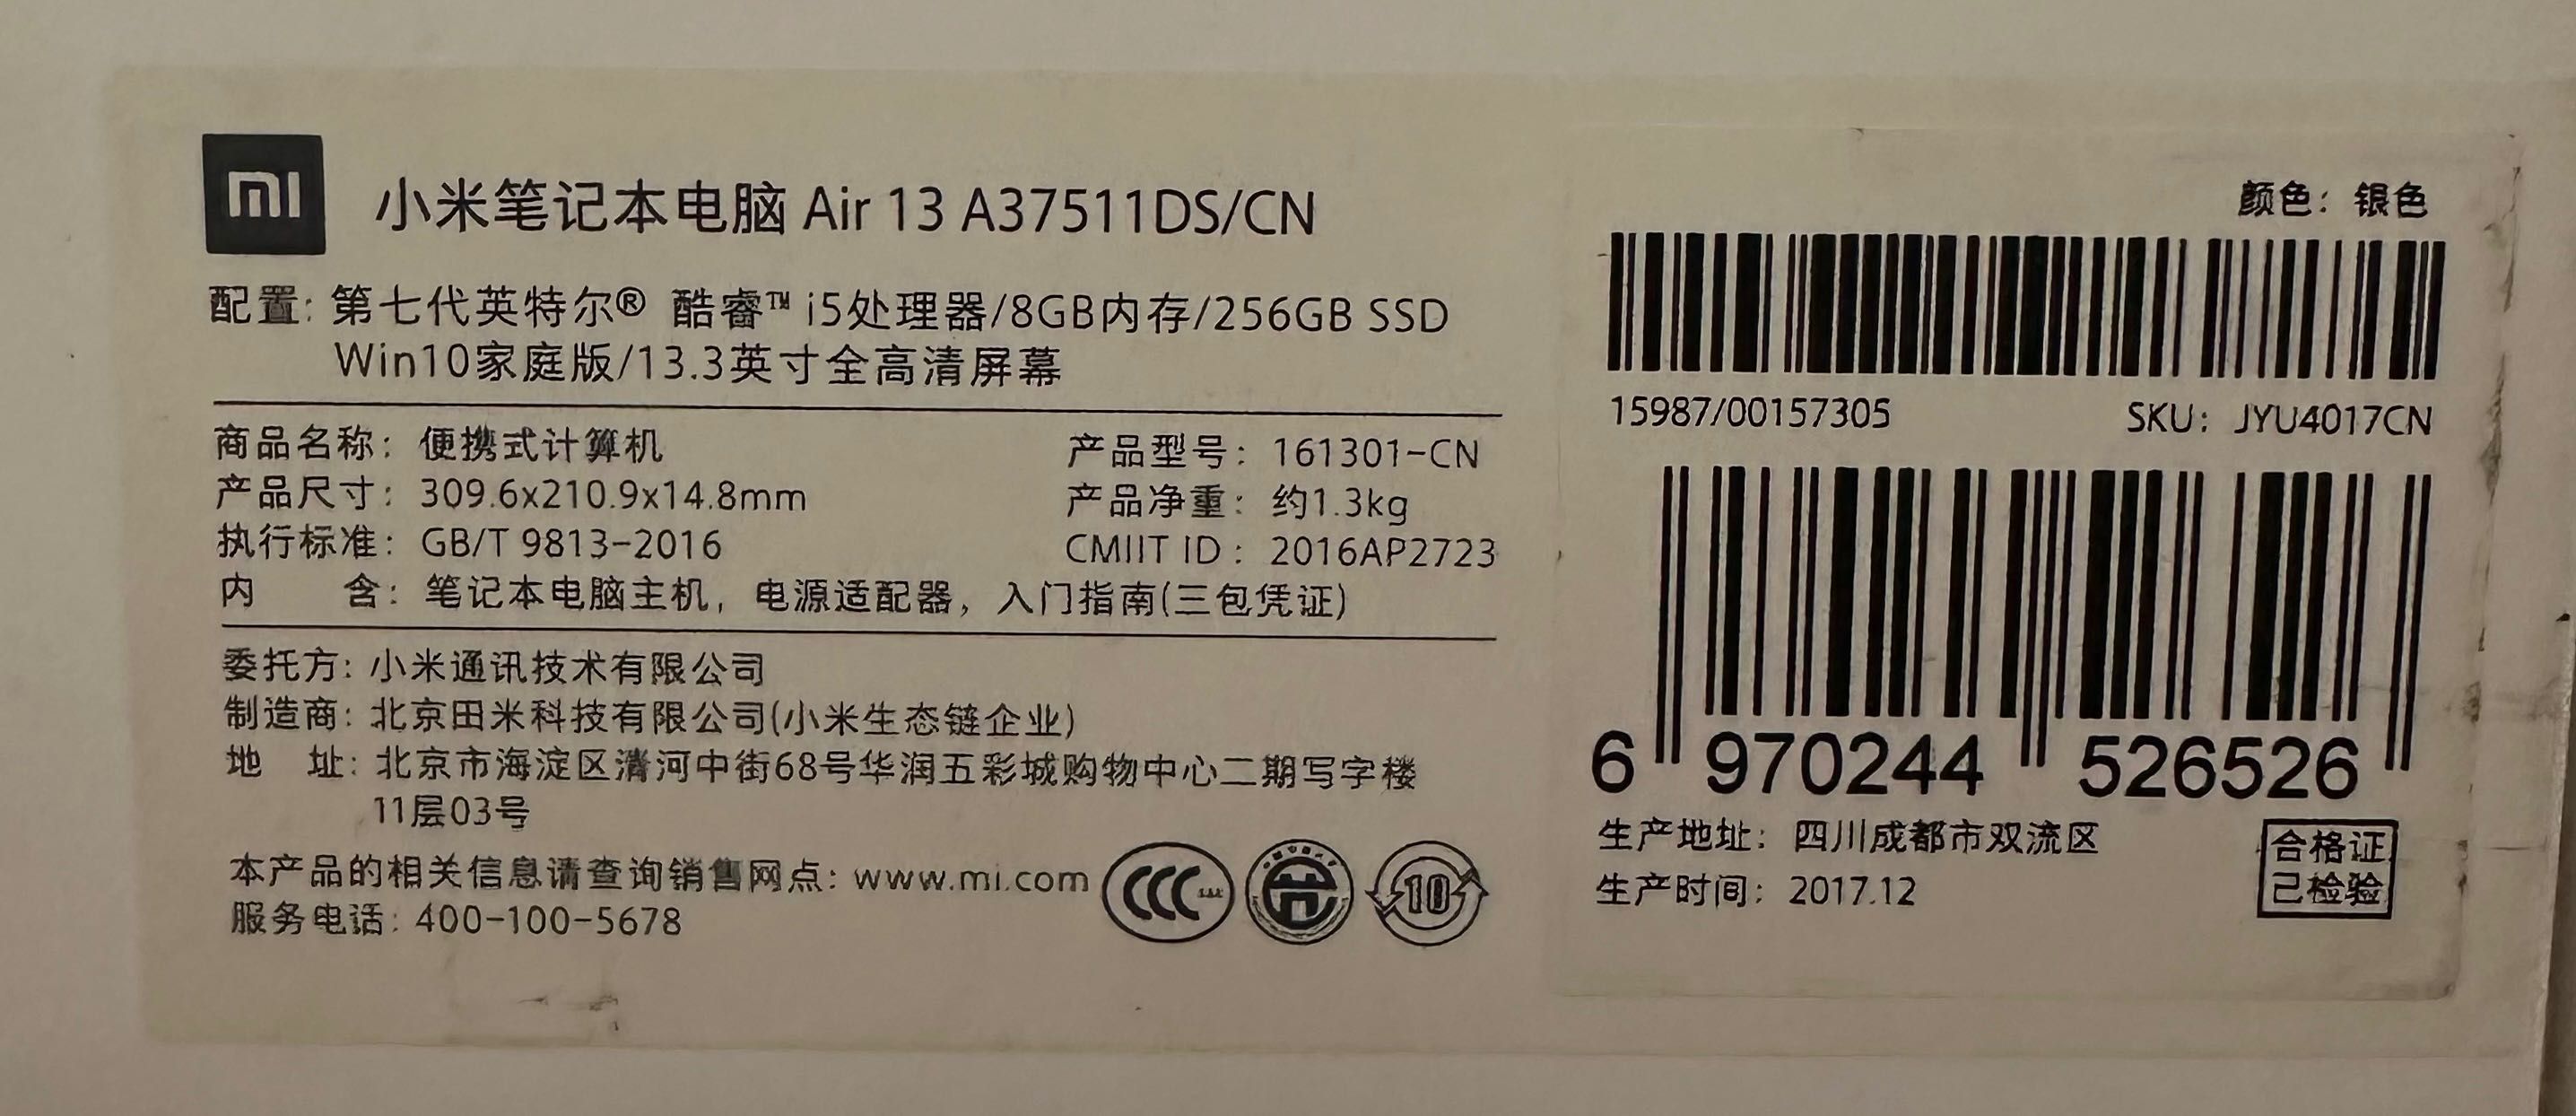 mi
小米笔记本电脑 Air 13 A37511DS/CN
配置: 第七代英特尔® 酷睿™ i5处理器/8GB内存/256GB SSD
Win10家庭版/13.3英寸全高清屏幕
商品名称: 便携式计算机
产品型号: 161301-CN
产品尺寸: 309.6x210.9x14.8mm
产品净重: 约1.3kg
执行标准: GB/T 9813-2016
CMIIT ID: 2016AP2723
内 含: 笔记本电脑主机, 电源适配器, 入门指南(三包凭证)
委托方: 小米通讯技术有限公司
制造商: 北京田米科技有限公司(小米生态链企业)
地 址: 北京市海淀区清河中街68号华润五彩城购物中心二期写字楼
11层03号
本产品的相关信息请查询销售网点: www.mi.com
服务电话: 400-100-5678
CCC
10
颜色: 银色
15987/00157305
SKU: JYU4017CN
6 970244 526526
生产地址: 四川成都市双流区
生产时间: 2017.12
合格证
已检验